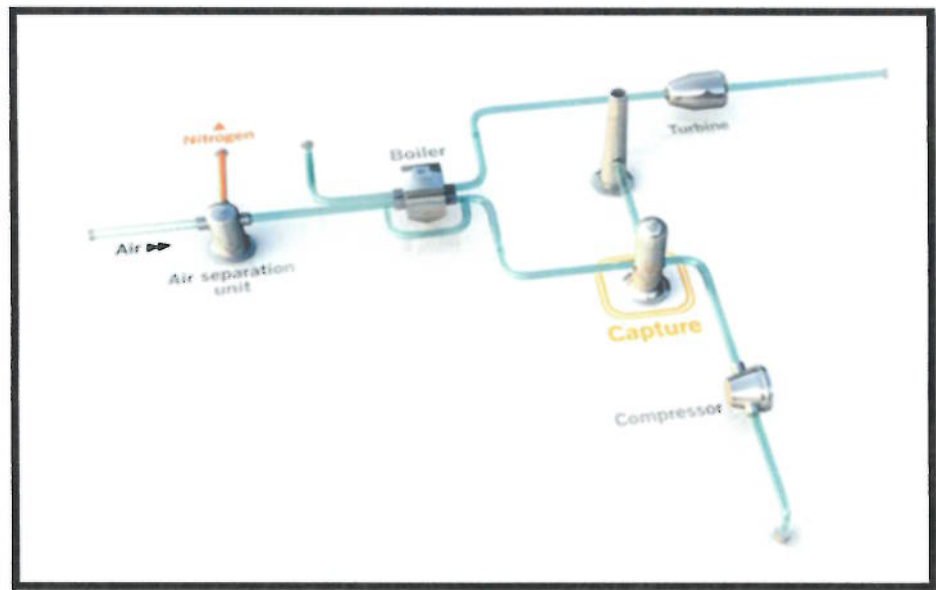 Nitrogen
Boiler
Turbine
Air
Air separation
unit
Capture
Compressor